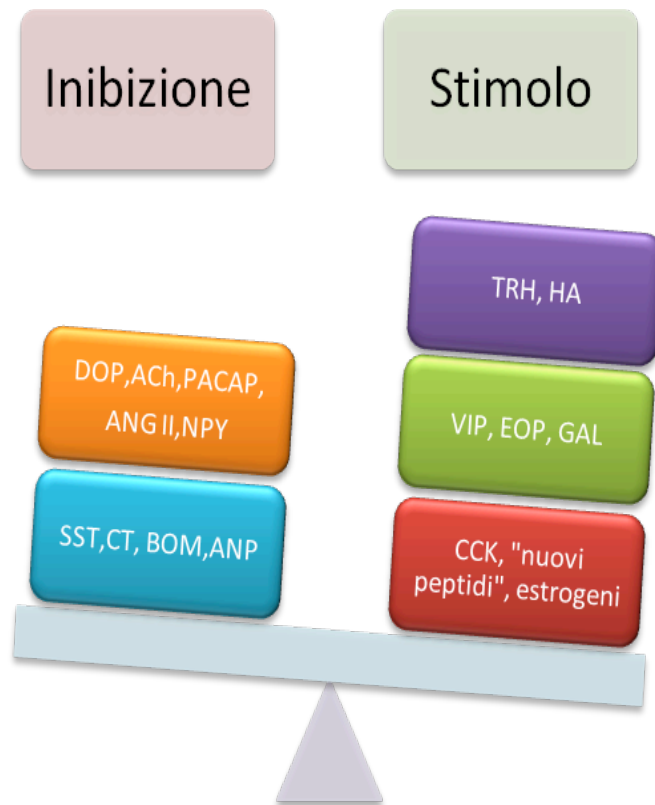 Inibizione
Stimolo
TRH, HA
DOP,ACh,PACAP,
ANG II,NPY
VIP, EOP, GAL
SST,CT, BOM,ANP
CCK, "nuovi
peptidi", estrogeni